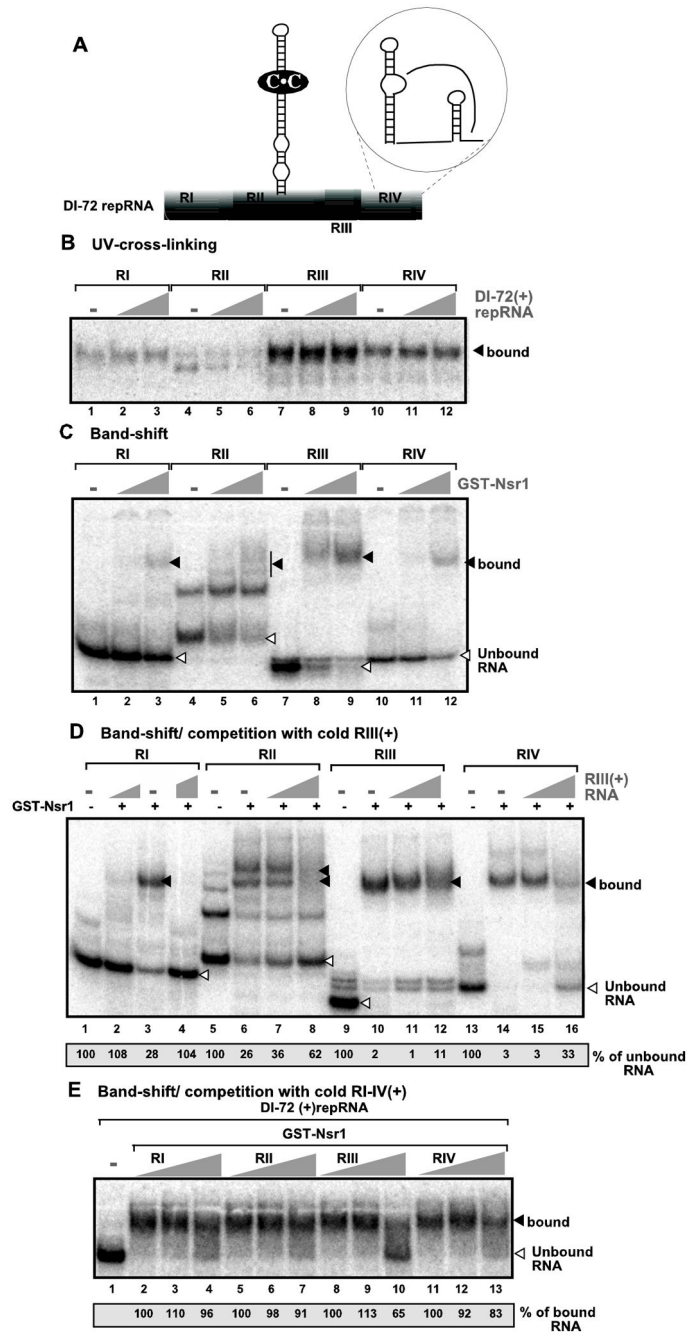 A
C•C
DI-72 repRNA
RI
RII
RIII
RIV
B UV-cross-linking
RI RII RIII RIV
- - - - DI-72(+) repRNA
bound
1 2 3 4 5 6 7 8 9 10 11 12
C Band-shift
RI RII RIII RIV
- - - - GST-Nsr1
bound
Unbound RNA
1 2 3 4 5 6 7 8 9 10 11 12
D Band-shift/ competition with cold RIII(+)
RI RII RIII RIV
- - - - - - - - RIII(+) RNA
GST-Nsr1 - + + + - + + + - + + + - + + +
bound
Unbound RNA
1 2 3 4 5 6 7 8 9 10 11 12 13 14 15 16
100 108 28 104 100 26 36 62 100 2 1 11 100 3 3 33 % of unbound RNA
E Band-shift/ competition with cold RI-IV(+)
DI-72 (+)repRNA
GST-Nsr1
- RI RII RIII RIV
bound
Unbound RNA
1 2 3 4 5 6 7 8 9 10 11 12 13
100 110 96 100 98 91 100 113 65 100 92 83 % of bound RNA